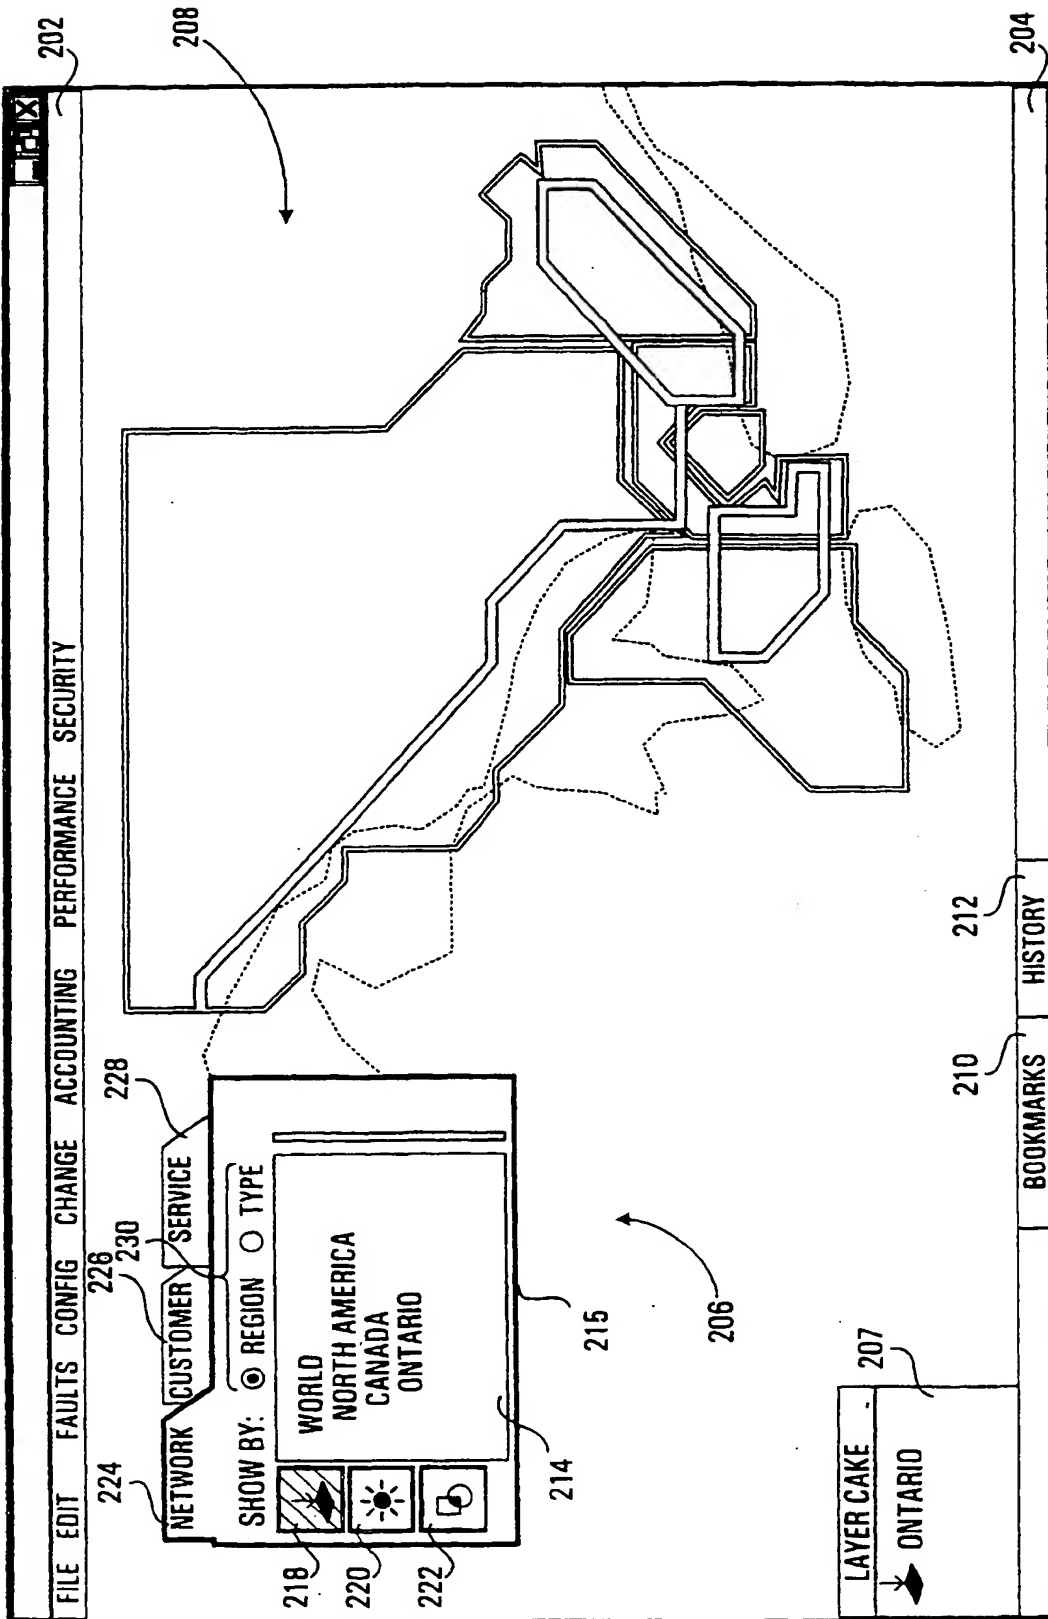 202
208
FILE EDIT FAULTS CONFIG CHANGE ACCOUNTING PERFORMANCE SECURITY
224
226
230
228
NETWORK CUSTOMER SERVICE
SHOW BY: REGION TYPE
218
220
222
WORLD
NORTH AMERICA
CANADA
ONTARIO
214
215
206
207
LAYER CAKE
ONTARIO
210
212
204
BOOKMARKS HISTORY